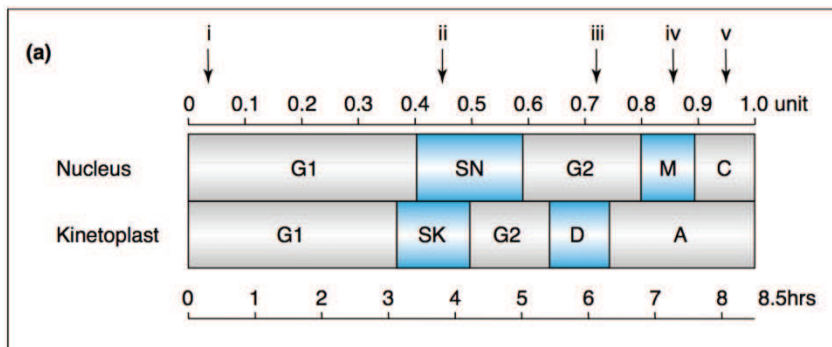 i ii iii iv v
(a)
0 0.1 0.2 0.3 0.4 0.5 0.6 0.7 0.8 0.9 1.0 unit
Nucleus G1 SN G2 M C
Kinetoplast G1 SK G2 D A
0 1 2 3 4 5 6 7 8 8.5hrs